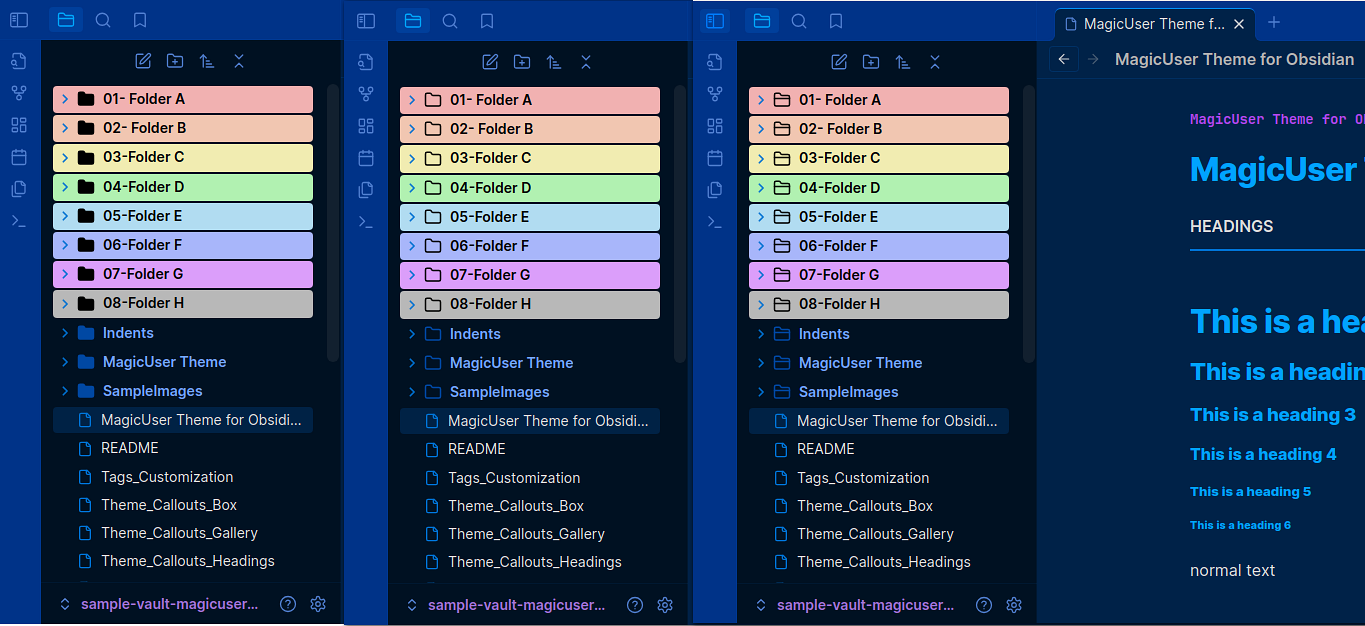 01- Folder A
02- Folder B
03-Folder C
04-Folder D
05-Folder E
06-Folder F
07-Folder G
08-Folder H
Indents
MagicUser Theme
SampleImages
MagicUser Theme for Obsidi...
README
Tags_Customization
Theme_Callouts_Box
Theme_Callouts_Gallery
Theme_Callouts_Headings
sample-vault-magicuser...
01- Folder A
02- Folder B
03-Folder C
04-Folder D
05-Folder E
06-Folder F
07-Folder G
08-Folder H
Indents
MagicUser Theme
SampleImages
MagicUser Theme for Obsidi...
README
Tags_Customization
Theme_Callouts_Box
Theme_Callouts_Gallery
Theme_Callouts_Headings
sample-vault-magicuser...
01- Folder A
02- Folder B
03-Folder C
04-Folder D
05-Folder E
06-Folder F
07-Folder G
08-Folder H
Indents
MagicUser Theme
SampleImages
MagicUser Theme for Obsidi...
README
Tags_Customization
Theme_Callouts_Box
Theme_Callouts_Gallery
Theme_Callouts_Headings
sample-vault-magicuser...
MagicUser Theme f...
MagicUser Theme for Obsidian
MagicUser Theme for
MagicUser
HEADINGS
This is a
This is a
This is a heading 3
This is a heading 4
This is a heading 5
This is a heading 6
normal text